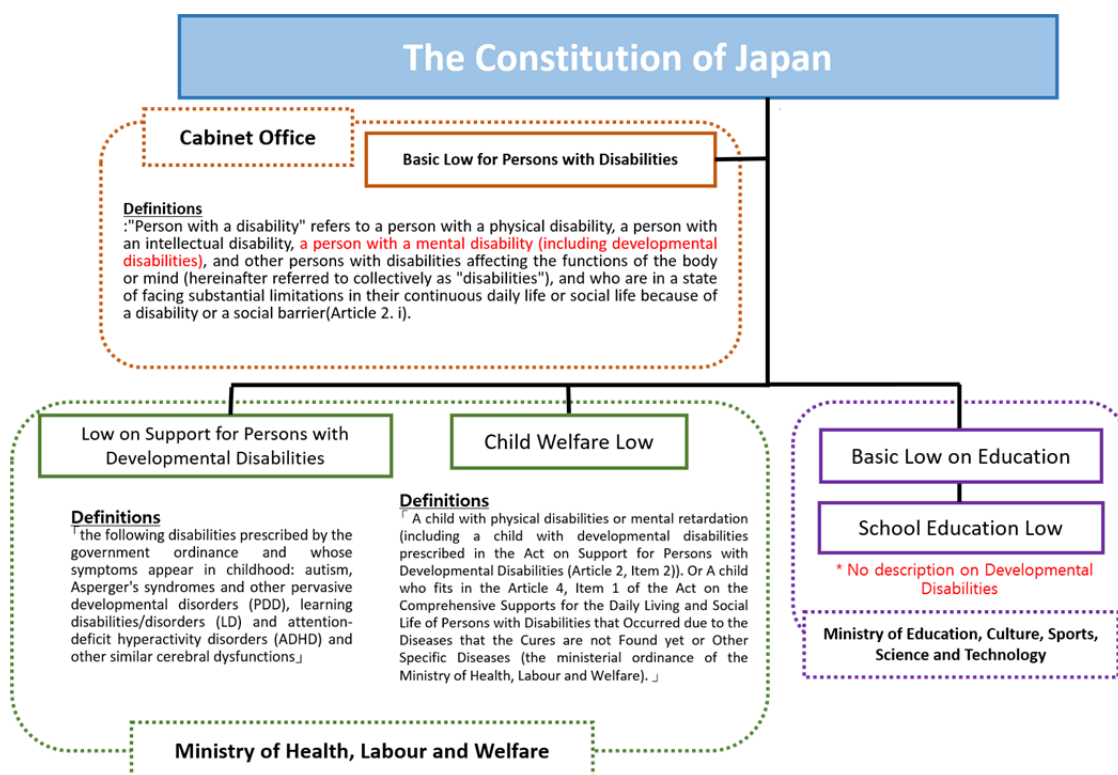 The Constitution of Japan
Cabinet Office
Basic Low for Persons with Disabilities
Definitions
:"Person with a disability" refers to a person with a physical disability, a person with
an intellectual disability, a person with a mental disability (including developmental
disabilities), and other persons with disabilities affecting the functions of the body
or mind (hereinafter referred to collectively as "disabilities"), and who are in a state
of facing substantial limitations in their continuous daily life or social life because of
a disability or a social barrier(Article 2. i).
Low on Support for Persons with
Developmental Disabilities
Definitions
「the following disabilities prescribed by the
government ordinance and whose
symptoms appear in childhood: autism,
Asperger's syndromes and other pervasive
developmental disorders (PDD), learning
disabilities/disorders (LD) and attention-
deficit hyperactivity disorders (ADHD) and
other similar cerebral dysfunctions」
Child Welfare Low
Definitions
「 A child with physical disabilities or mental retardation
(including a child with developmental disabilities
prescribed in the Act on Support for Persons with
Developmental Disabilities (Article 2, Item 2)). Or A child
who fits in the Article 4, Item 1 of the Act on the
Comprehensive Supports for the Daily Living and Social
Life of Persons with Disabilities that Occurred due to the
Diseases that the Cures are not Found yet or Other
Specific Diseases (the ministerial ordinance of the
Ministry of Health, Labour and Welfare). 」
Ministry of Health, Labour and Welfare
Basic Low on Education
School Education Low
* No description on Developmental
Disabilities
Ministry of Education, Culture, Sports,
Science and Technology